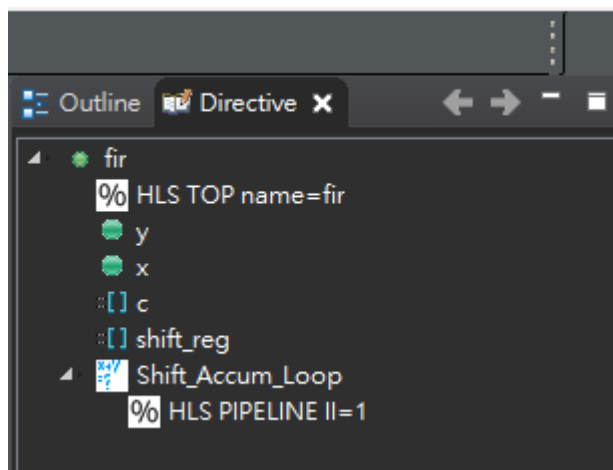 Outline Directive
fir
% HLS TOP name=fir
y
x
[] c
[] shift_reg
Shift_Accum_Loop
% HLS PIPELINE II=1